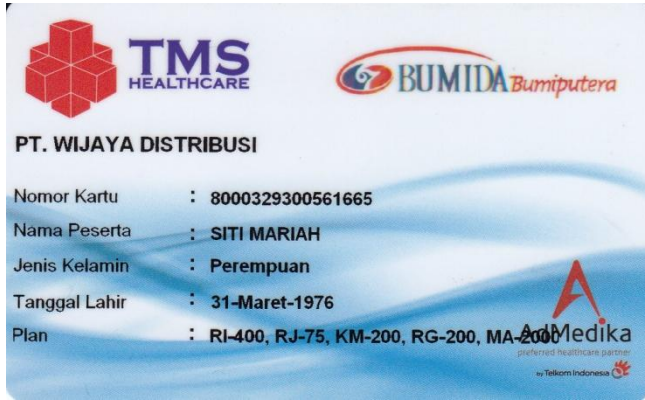 TMS
HEALTHCARE
BUMIDA Bumiputera
PT. WIJAYA DISTRIBUSI
Nomor Kartu : 8000329300561665
Nama Peserta : SITI MARIAH
Jenis Kelamin : Perempuan
Tanggal Lahir : 31-Maret-1976
Plan : RI-400, RJ-75, KM-200, RG-200, MA-2000
AdMedika
preferred healthcare partner
by Telkom Indonesia